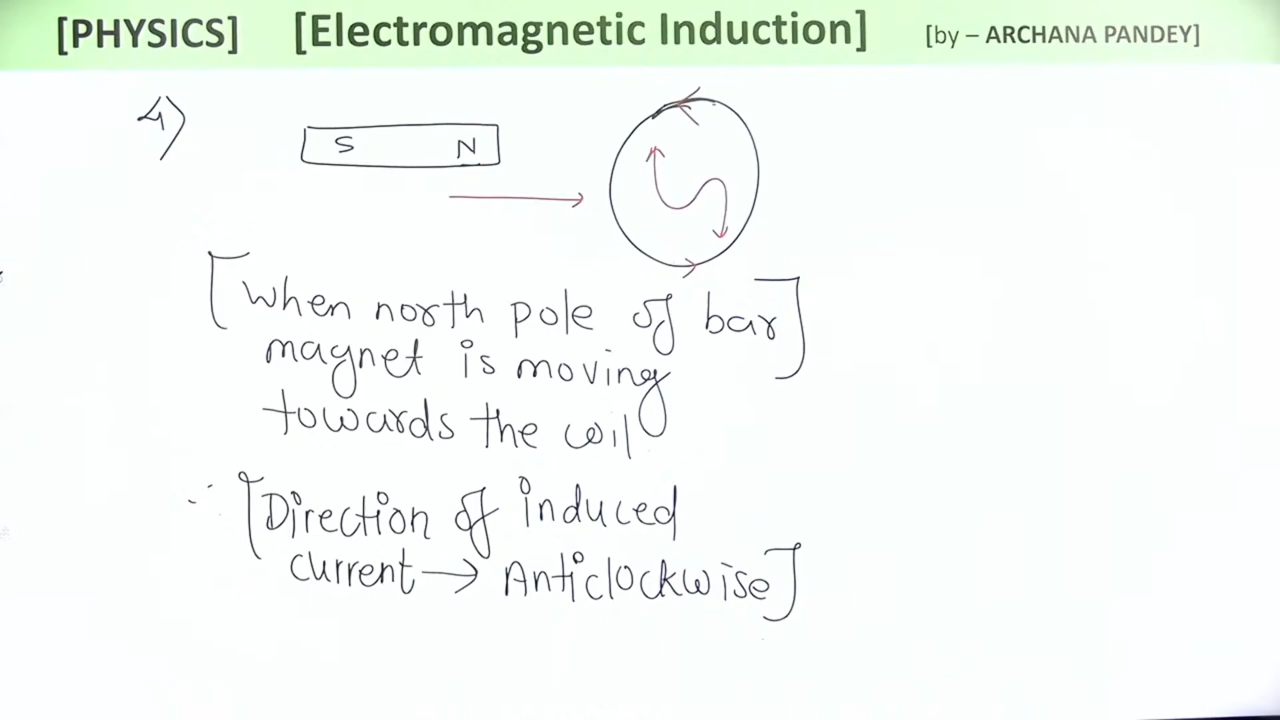 [PHYSICS] [Electromagnetic Induction] [by – ARCHANA PANDEY]
4)
S N
[When north pole of bar]
magnet is moving
towards the coil
[Direction of induced
current → Anticlockwise]